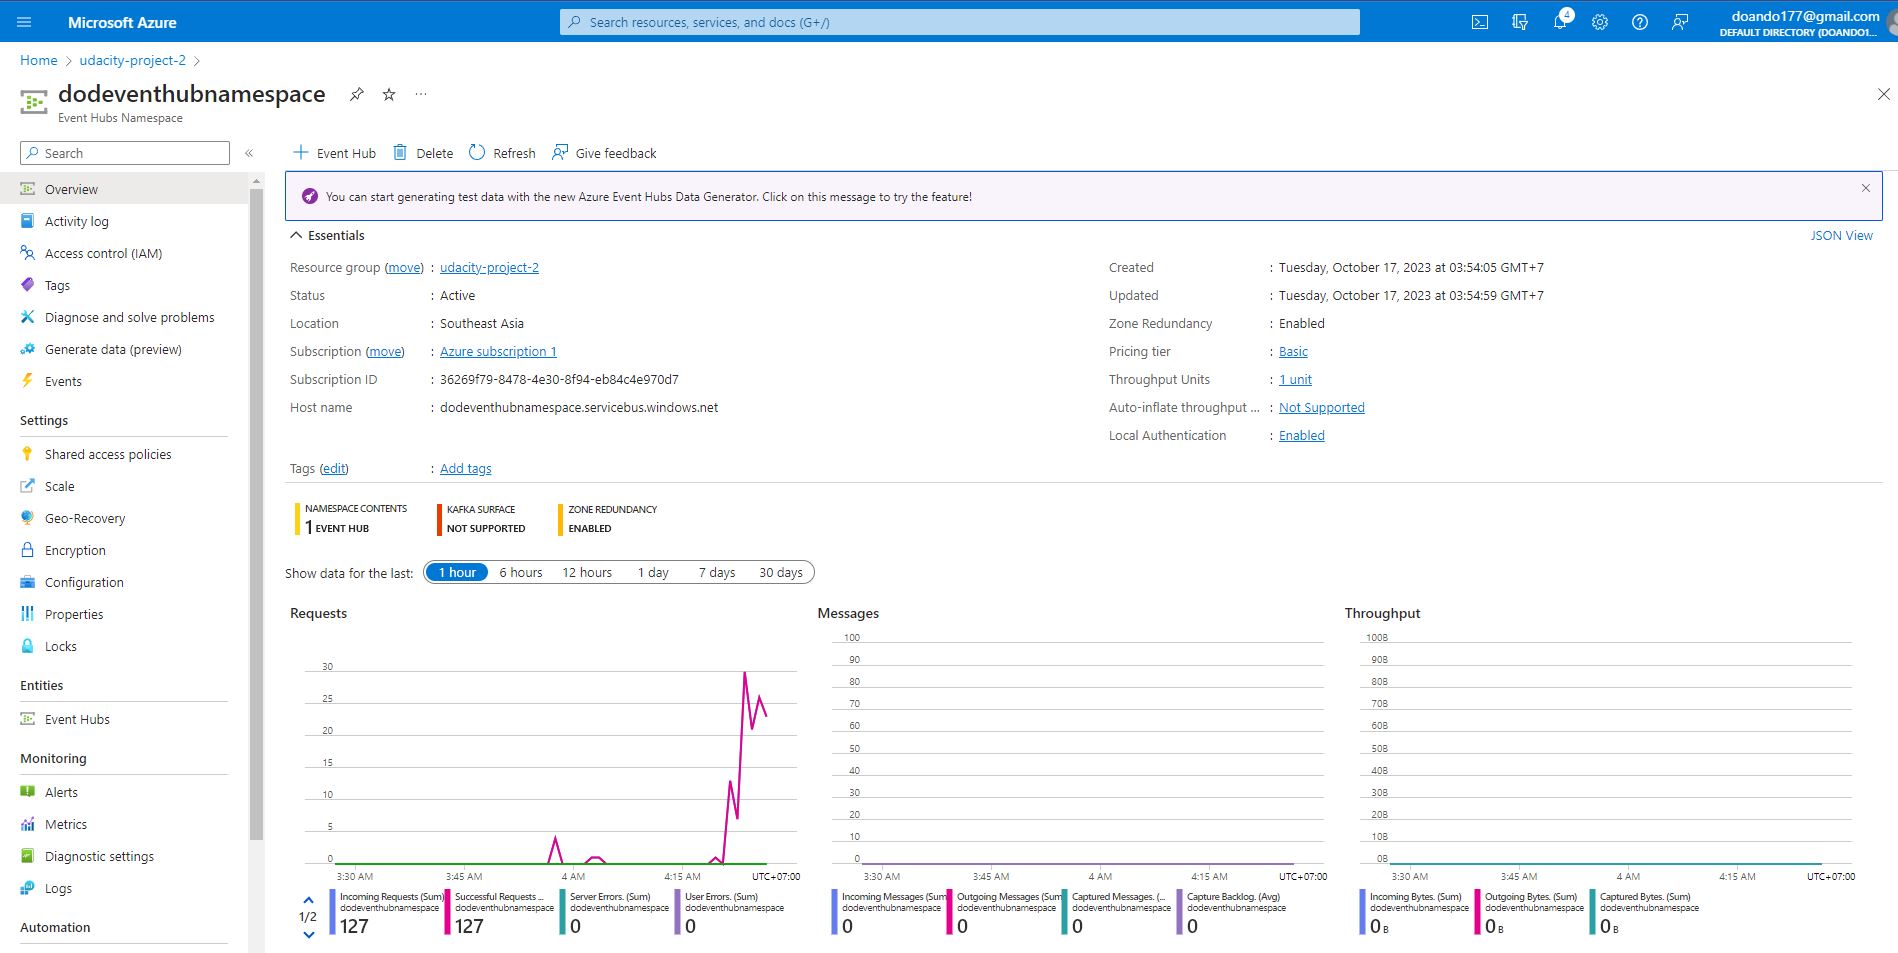 Microsoft Azure
Search resources, services, and docs (G+/)
4
doando177@gmail.com
DEFAULT DIRECTORY (DOANDO1...
Home > udacity-project-2 >
dodeventhubnamespace
...
Event Hubs Namespace
Search
«
Event Hub
Delete
Refresh
Give feedback
Overview
Activity log
Access control (IAM)
Tags
Diagnose and solve problems
Generate data (preview)
Events
Settings
Shared access policies
Scale
Geo-Recovery
Encryption
Configuration
Properties
Locks
Entities
Event Hubs
Monitoring
Alerts
Metrics
Diagnostic settings
Logs
Automation
You can start generating test data with the new Azure Event Hubs Data Generator. Click on this message to try the feature!
Essentials
JSON View
Resource group (move) : udacity-project-2
Status : Active
Location : Southeast Asia
Subscription (move) : Azure subscription 1
Subscription ID : 36269f79-8478-4e30-8f94-eb84c4e970d7
Host name : dodeventhubnamespace.servicebus.windows.net
Created : Tuesday, October 17, 2023 at 03:54:05 GMT+7
Updated : Tuesday, October 17, 2023 at 03:54:59 GMT+7
Zone Redundancy : Enabled
Pricing tier : Basic
Throughput Units : 1 unit
Auto-inflate throughput ... : Not Supported
Local Authentication : Enabled
Tags (edit) : Add tags
NAMESPACE CONTENTS
1 EVENT HUB
KAFKA SURFACE
NOT SUPPORTED
ZONE REDUNDANCY
ENABLED
Show data for the last: 1 hour 6 hours 12 hours 1 day 7 days 30 days
Requests
30
25
20
15
10
5
0
3:30 AM 3:45 AM 4 AM 4:15 AM UTC+07:00
1/2
Incoming Requests (Sum)
dodeventhubnamespace
127
Successful Requests ...
dodeventhubnamespace
127
Server Errors. (Sum)
dodeventhubnamespace
0
User Errors. (Sum)
dodeventhubnamespace
0
Messages
100
90
80
70
60
50
40
30
20
10
0
3:30 AM 3:45 AM 4 AM 4:15 AM UTC+07:00
Incoming Messages (Sum
dodeventhubnamespace
0
Outgoing Messages (Sum
dodeventhubnamespace
0
Captured Messages. (...
dodeventhubnamespace
0
Capture Backlog. (Avg)
dodeventhubnamespace
0
Throughput
100B
90B
80B
70B
60B
50B
40B
30B
20B
10B
0B
3:30 AM 3:45 AM 4 AM 4:15 AM UTC+07:00
Incoming Bytes. (Sum)
dodeventhubnamespace
0 B
Outgoing Bytes. (Sum)
dodeventhubnamespace
0 B
Captured Bytes. (Sum)
dodeventhubnamespace
0 B